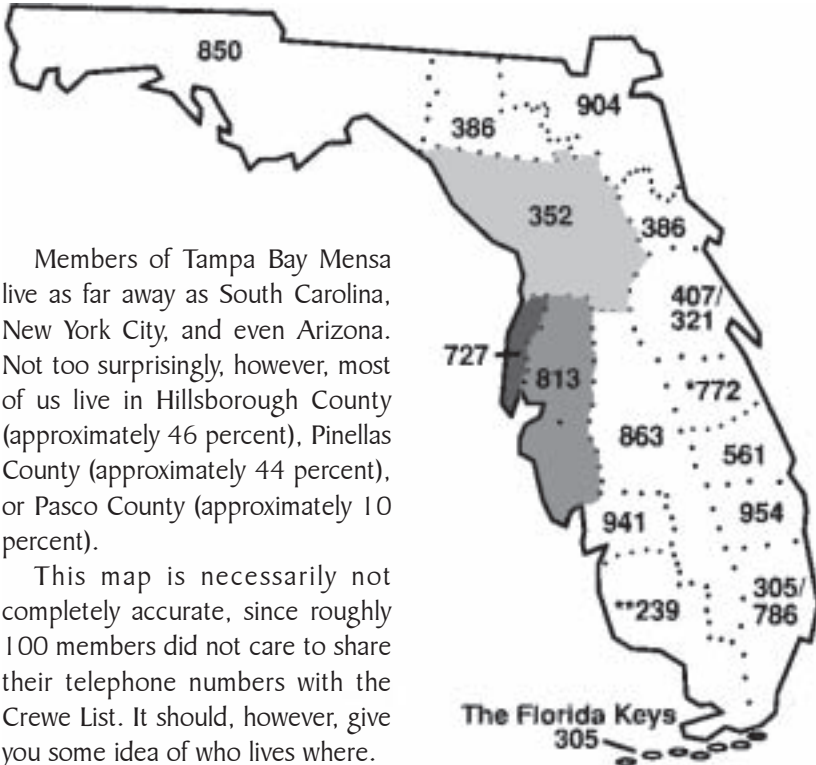 850
904
386
352
386
407/
321
727
813
*772
863
561
941
954
**239
305/
786
The Florida Keys
305
Members of Tampa Bay Mensa
live as far away as South Carolina,
New York City, and even Arizona.
Not too surprisingly, however, most
of us live in Hillsborough County
(approximately 46 percent), Pinellas
County (approximately 44 percent),
or Pasco County (approximately 10
percent).
This map is necessarily not
completely accurate, since roughly
100 members did not care to share
their telephone numbers with the
Crewe List. It should, however, give
you some idea of who lives where.